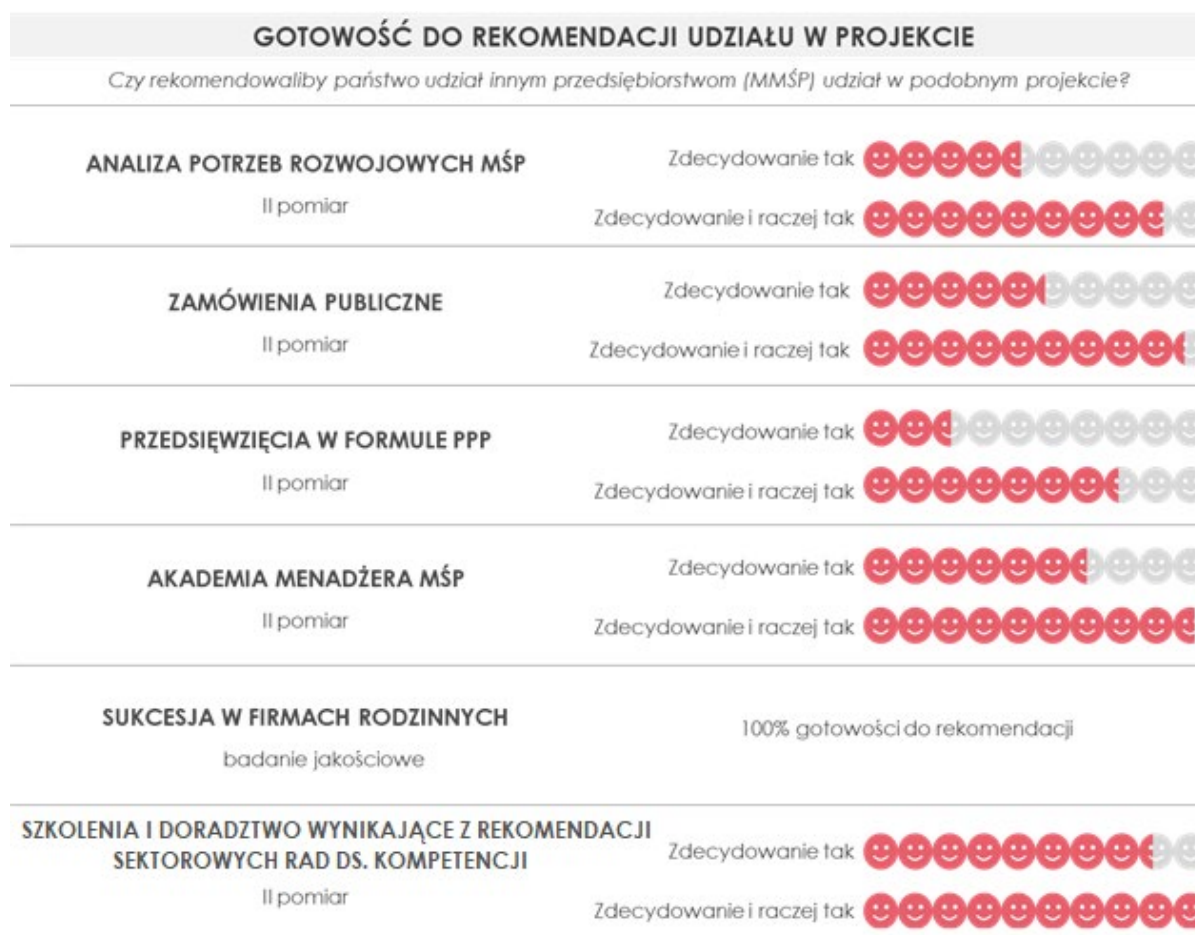 GOTOWOŚĆ DO REKOMENDACJI UDZIAŁU W PROJEKCIE
Czy rekomendowaliby państwo udział innym przedsiębiorstwom (MMŚP) udział w podobnym projekcie?
ANALIZA POTRZEB ROZWOJOWYCH MŚP
II pomiar
Zdecydowanie tak
Zdecydowanie i raczej tak
ZAMÓWIENIA PUBLICZNE
II pomiar
Zdecydowanie tak
Zdecydowanie i raczej tak
PRZEDSIĘWZIĘCIA W FORMULE PPP
II pomiar
Zdecydowanie tak
Zdecydowanie i raczej tak
AKADEMIA MENADŻERA MŚP
II pomiar
Zdecydowanie tak
Zdecydowanie i raczej tak
SUKCESJA W FIRMACH RODZINNYCH
badanie jakościowe
100% gotowości do rekomendacji
SZKOLENIA I DORADZTWO WYNIKAJĄCE Z REKOMENDACJI
SEKTOROWYCH RAD DS. KOMPETENCJI
II pomiar
Zdecydowanie tak
Zdecydowanie i raczej tak